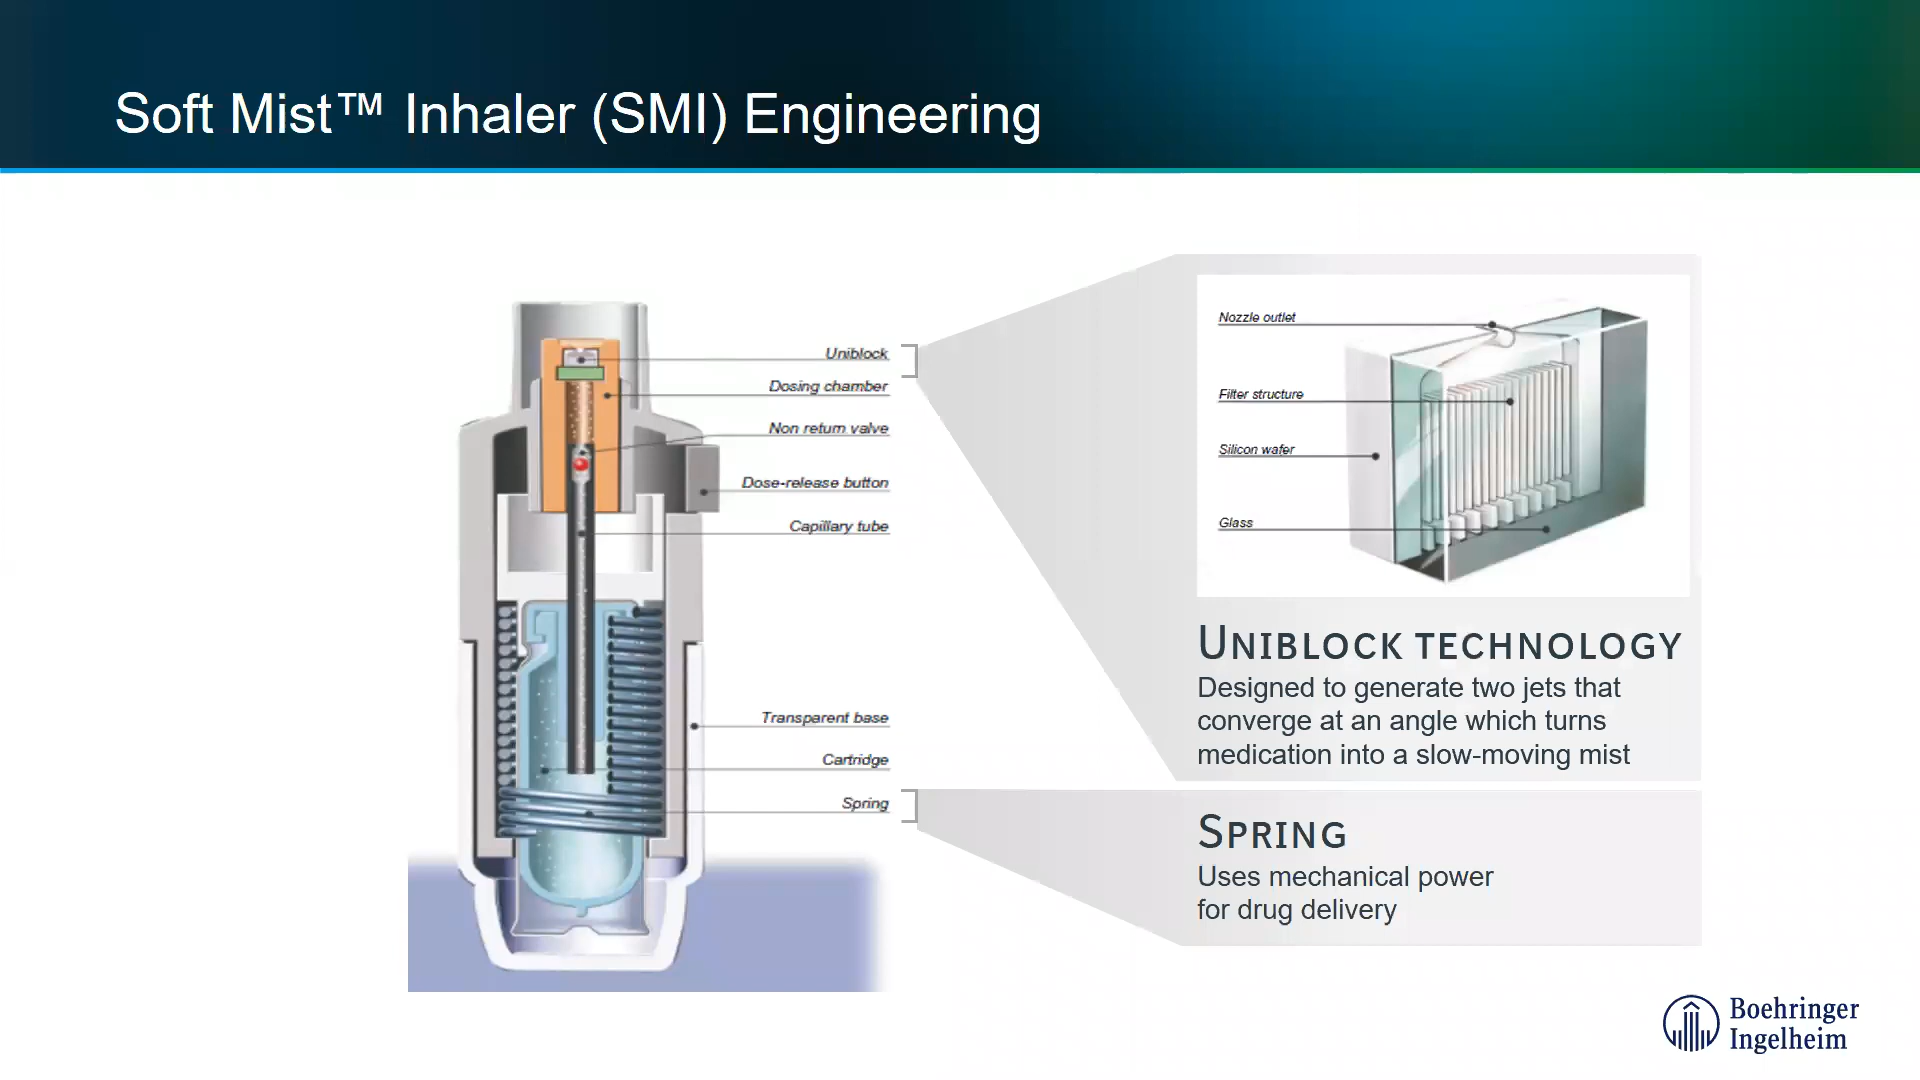 Soft Mist™ Inhaler (SMI) Engineering
Uniblock
Dosing chamber
Non return valve
Dose-release button
Capillary tube
Transparent base
Cartridge
Spring
Nozzle outlet
Filter structure
Silicon wafer
Glass
UNIBLOCK TECHNOLOGY
Designed to generate two jets that
converge at an angle which turns
medication into a slow-moving mist
SPRING
Uses mechanical power
for drug delivery
Boehringer
Ingelheim